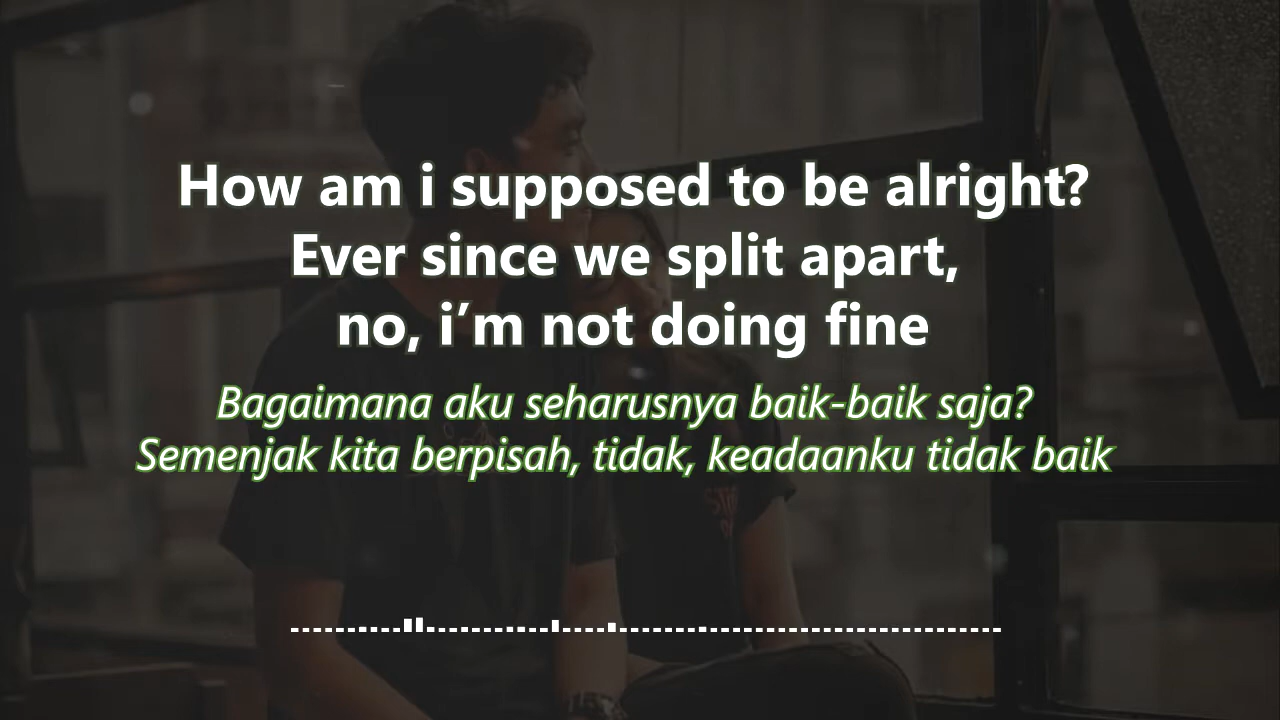 How am i supposed to be alright?
Ever since we split apart,
no, i’m not doing fine
Bagaimana aku seharusnya baik-baik saja?
Semenjak kita berpisah, tidak, keadaanku tidak baik